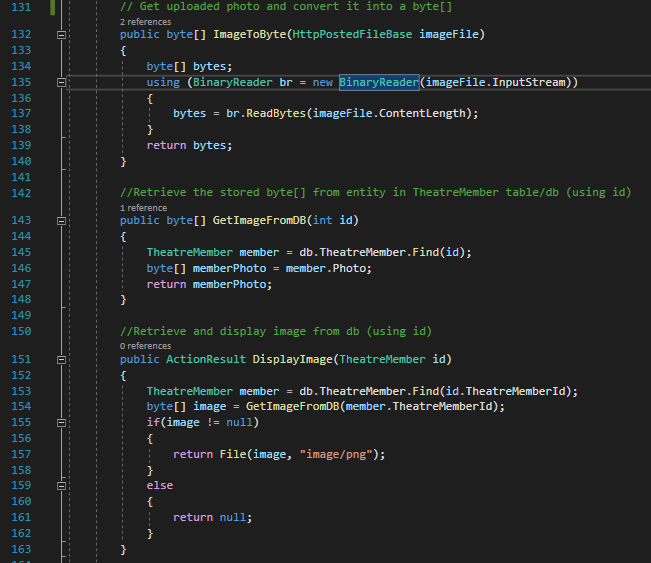 131 // Get uploaded photo and convert it into a byte[]
2 references
132 public byte[] ImageToByte(HttpPostedFileBase imageFile)
133 {
134 byte[] bytes;
135 using (BinaryReader br = new BinaryReader(imageFile.InputStream))
136 {
137 bytes = br.ReadBytes(imageFile.ContentLength);
138 }
139 return bytes;
140 }
141
142 //Retrieve the stored byte[] from entity in TheatreMember table/db (using id)
1 reference
143 public byte[] GetImageFromDB(int id)
144 {
145 TheatreMember member = db.TheatreMember.Find(id);
146 byte[] memberPhoto = member.Photo;
147 return memberPhoto;
148 }
149
150 //Retrieve and display image from db (using id)
0 references
151 public ActionResult DisplayImage(TheatreMember id)
152 {
153 TheatreMember member = db.TheatreMember.Find(id.TheatreMemberId);
154 byte[] image = GetImageFromDB(member.TheatreMemberId);
155 if(image != null)
156 {
157 return File(image, "image/png");
158 }
159 else
160 {
161 return null;
162 }
163 }